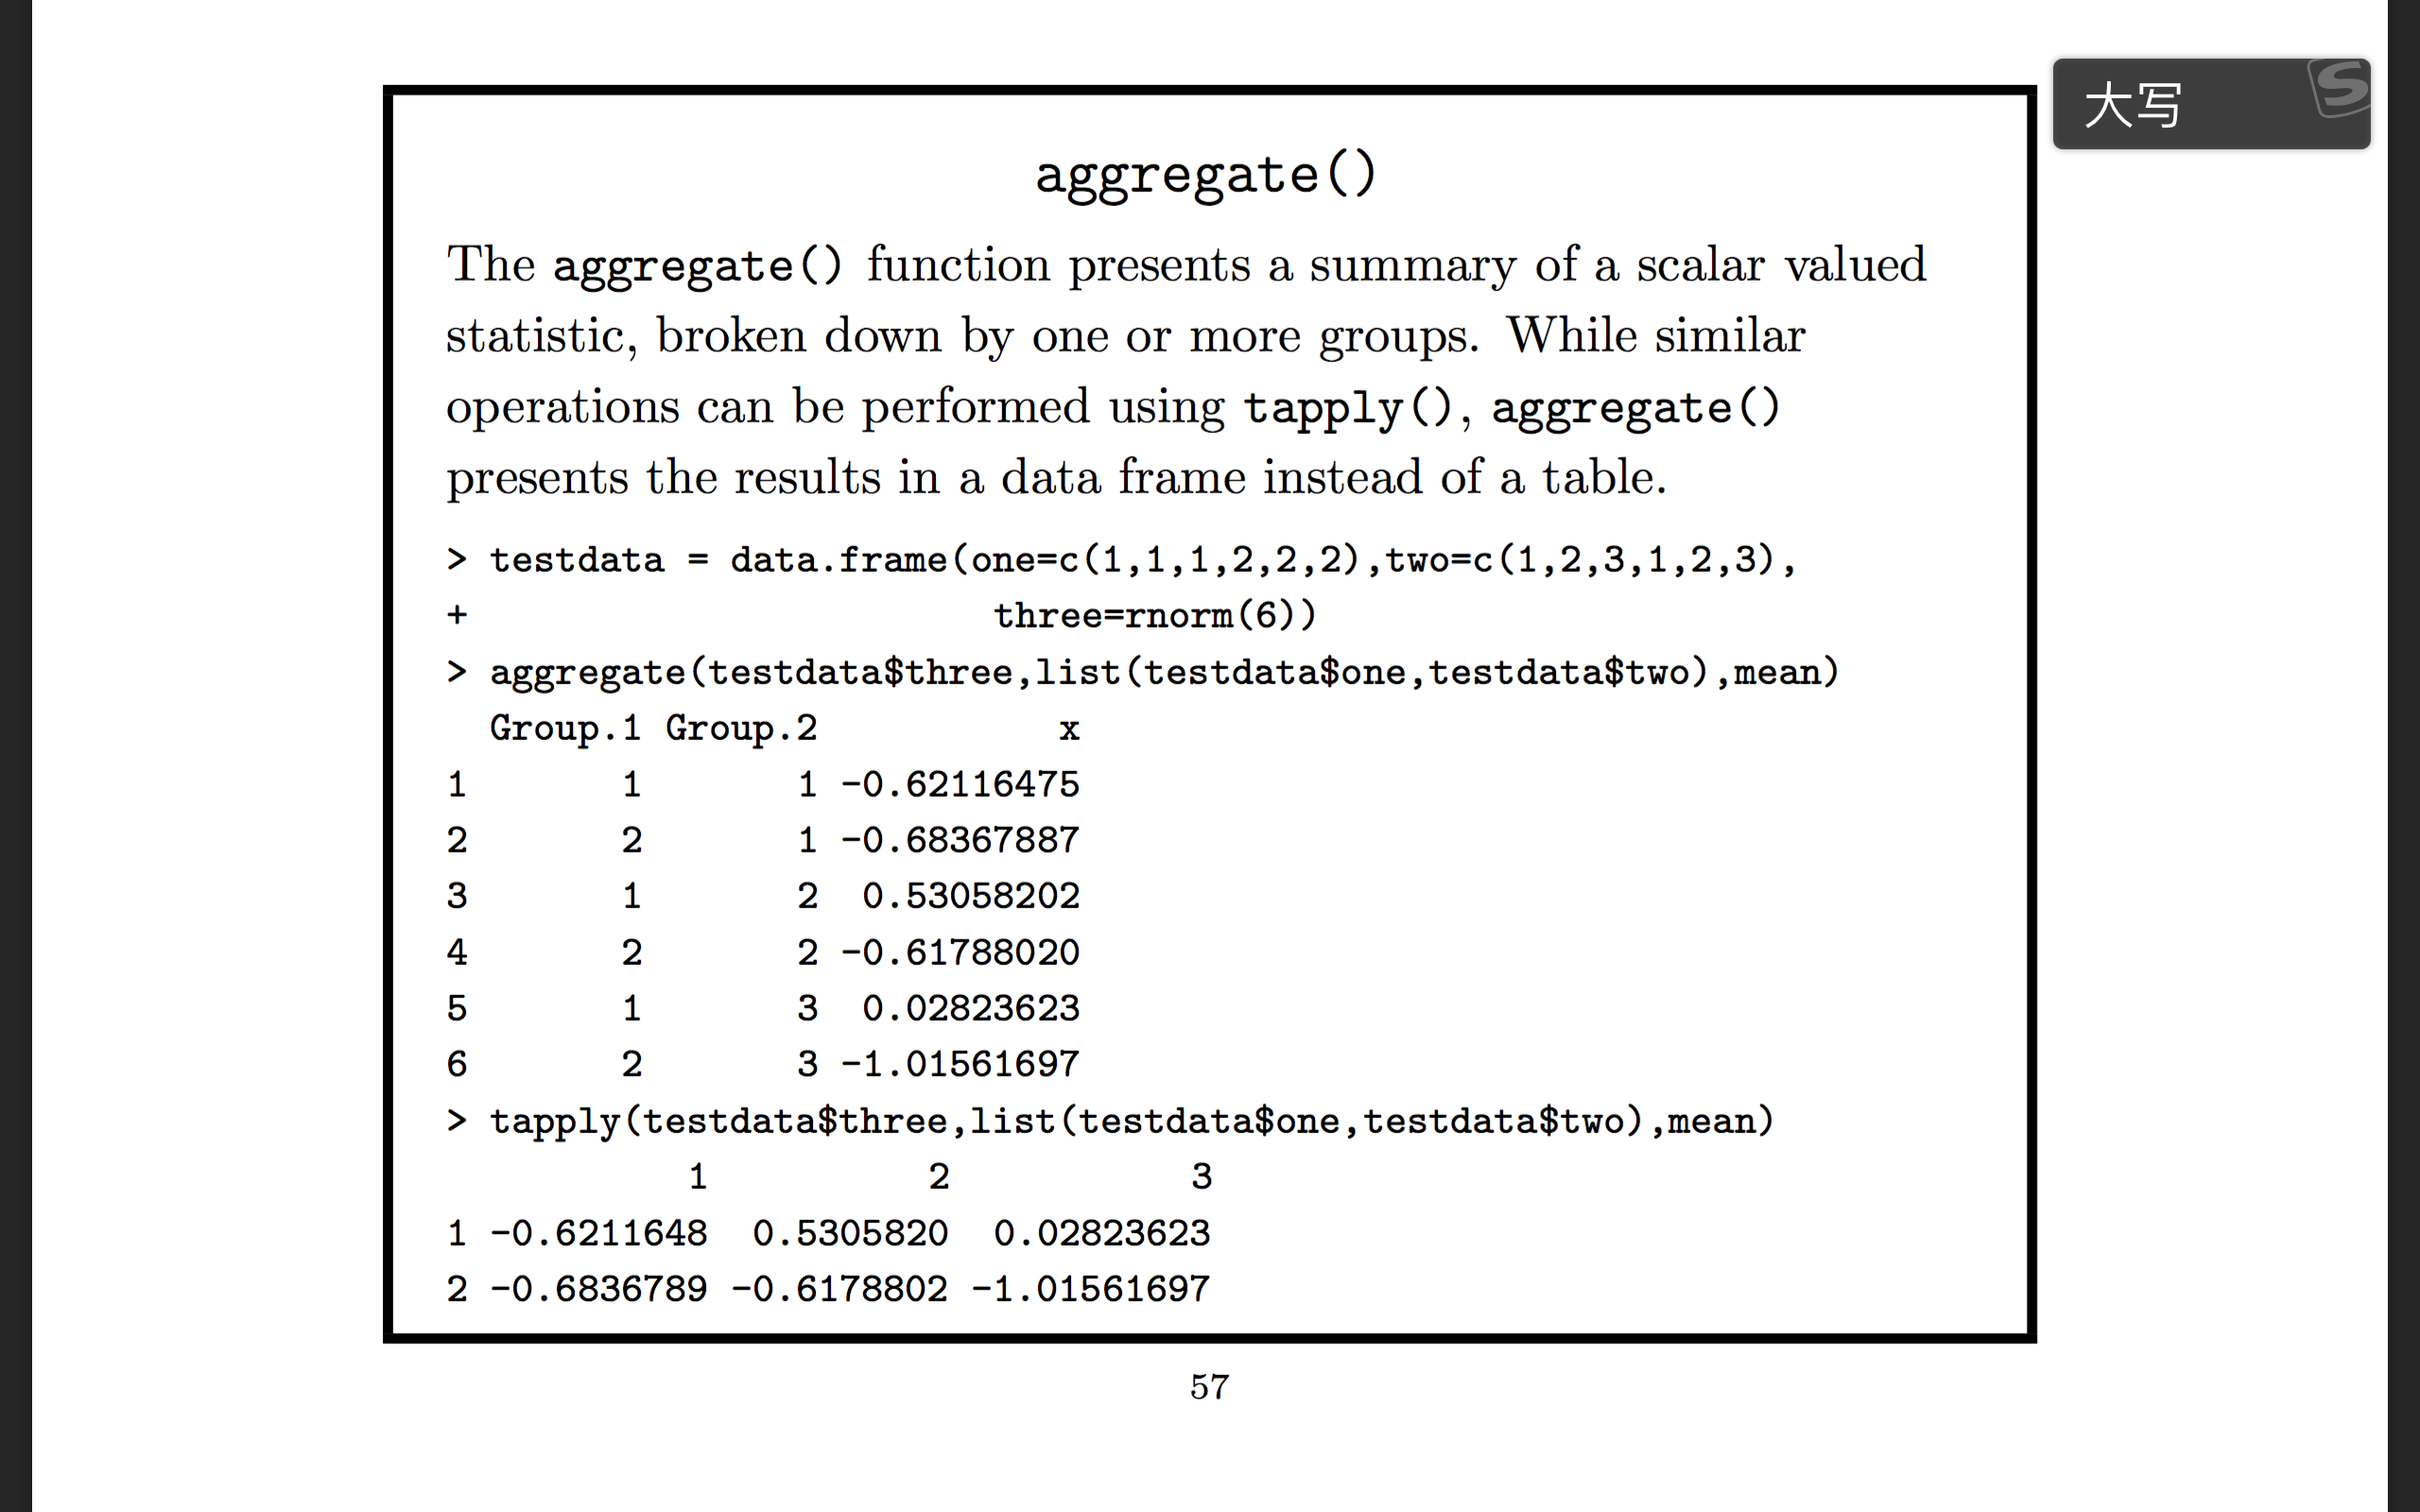 大写
aggregate()
The aggregate() function presents a summary of a scalar valued
statistic, broken down by one or more groups. While similar
operations can be performed using tapply(), aggregate()
presents the results in a data frame instead of a table.
> testdata = data.frame(one=c(1,1,1,2,2,2),two=c(1,2,3,1,2,3),
+                         three=rnorm(6))
> aggregate(testdata$three,list(testdata$one,testdata$two),mean)
  Group.1 Group.2           x
1       1       1 -0.62116475
2       2       1 -0.68367887
3       1       2  0.53058202
4       2       2 -0.61788020
5       1       3  0.02823623
6       2       3 -1.01561697
> tapply(testdata$three,list(testdata$one,testdata$two),mean)
           1          2           3
1 -0.6211648  0.5305820  0.02823623
2 -0.6836789 -0.6178802 -1.01561697
57